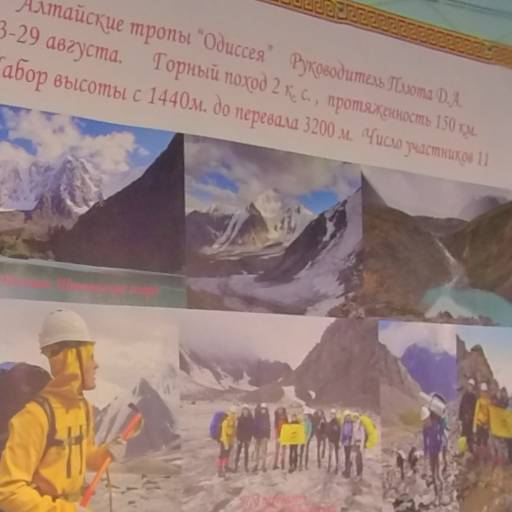 Алтайские тропы "Одиссея" Руководитель Плюта Д.А.
3-29 августа. Горный поход 2 к. с. , протяженность 150 км.
Набор высоты с 1440м. до перевала 3200 м. Число участников 11